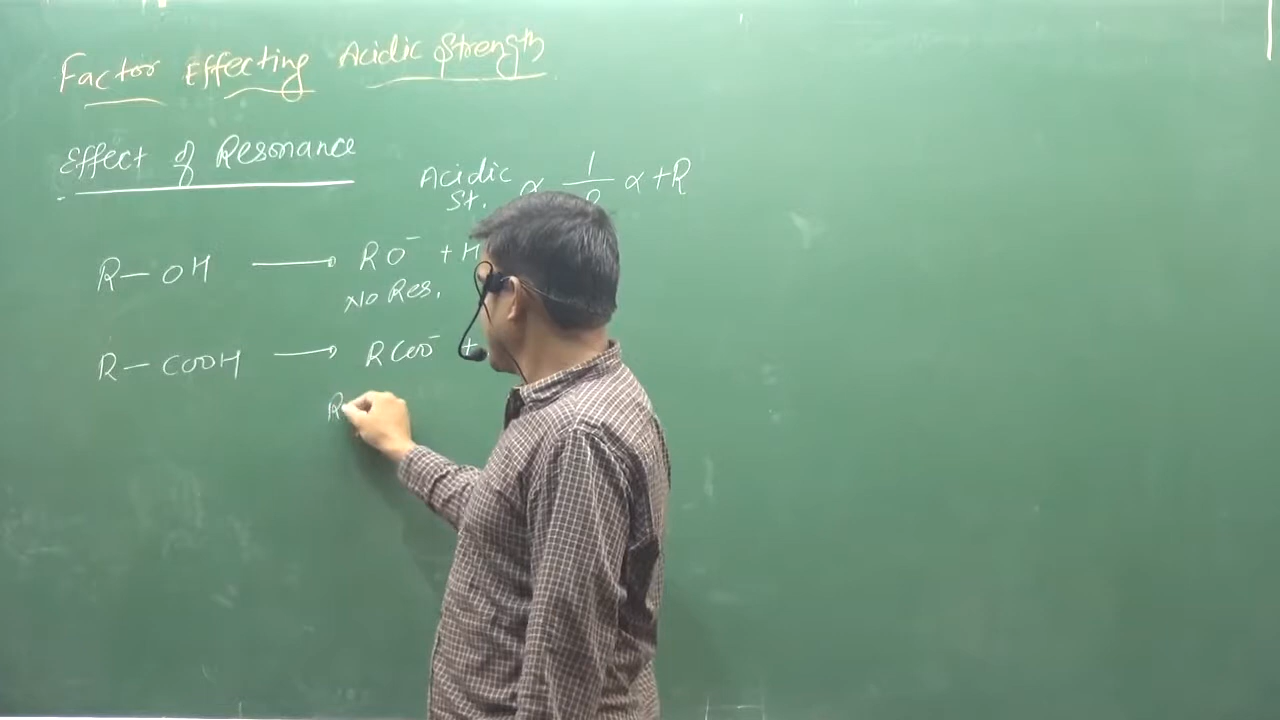 Factor Effecting Acidic Strength
Effect of Resonance
Acidic St. ∝ 1 ∝ +R
R - OH ⟶ RO⁻ + H
No Res.
R - COOH ⟶ RCOO⁻ +
R